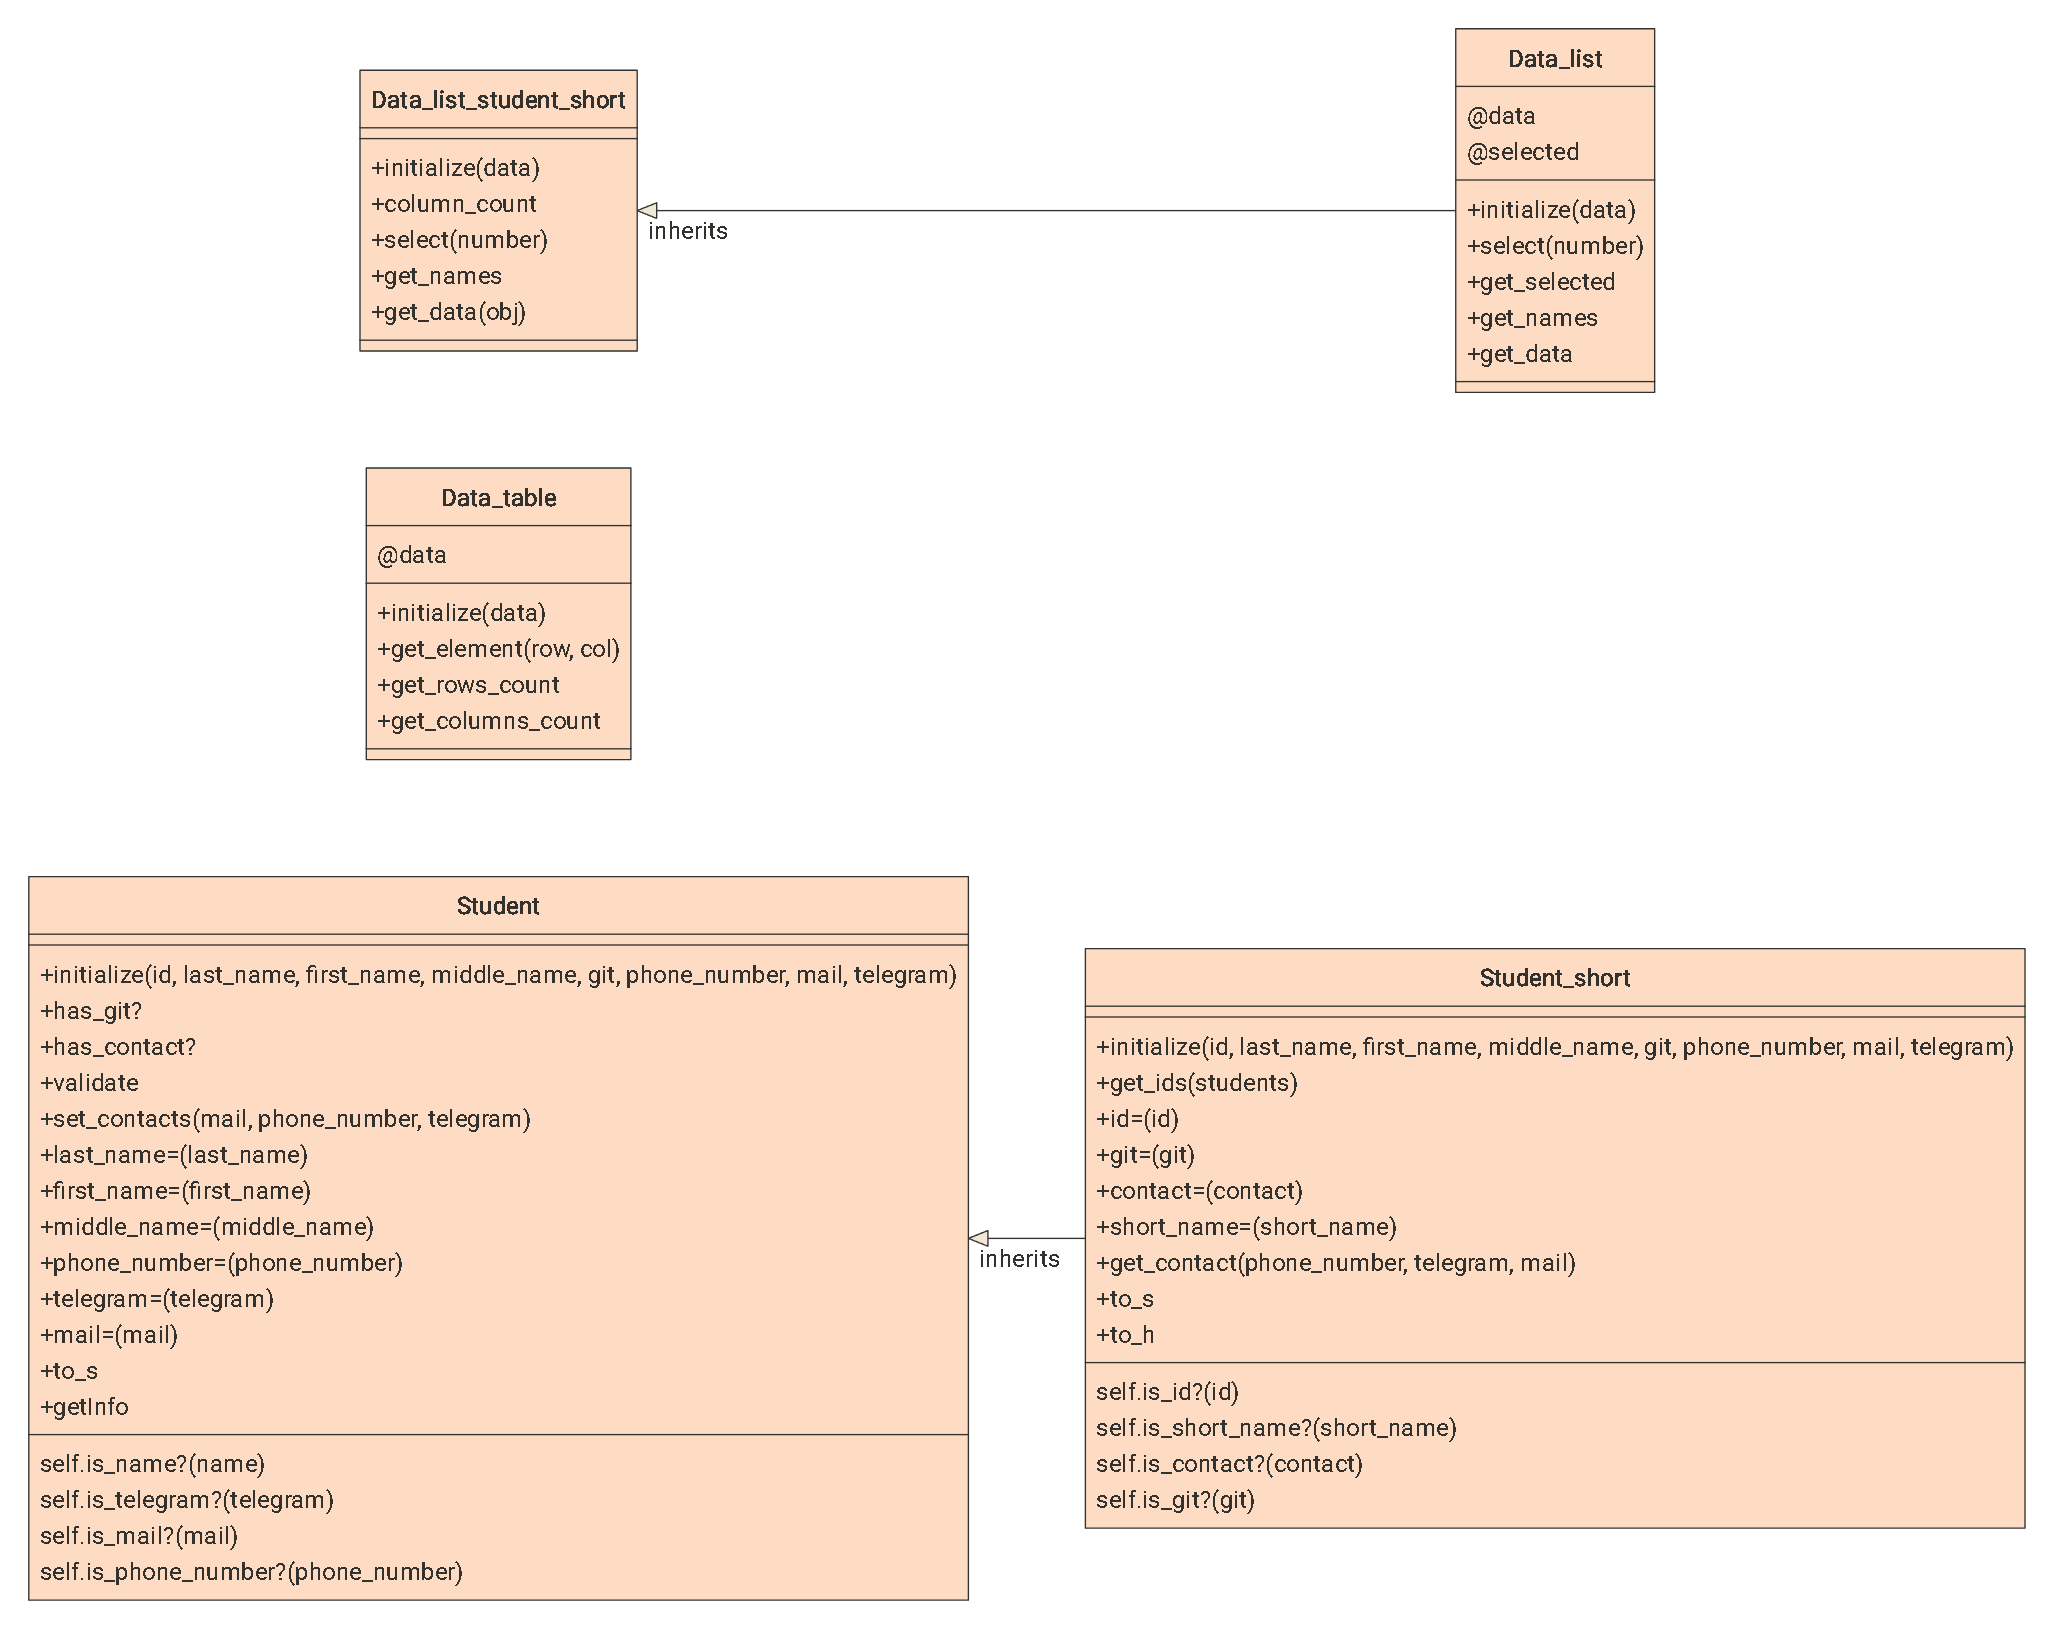 Data_list_student_short
+initialize(data)
+column_count
+select(number)
+get_names
+get_data(obj)
inherits
Data_list
@data
@selected
+initialize(data)
+select(number)
+get_selected
+get_names
+get_data
Data_table
@data
+initialize(data)
+get_element(row, col)
+get_rows_count
+get_columns_count
Student
+initialize(id, last_name, first_name, middle_name, git, phone_number, mail, telegram)
+has_git?
+has_contact?
+validate
+set_contacts(mail, phone_number, telegram)
+last_name=(last_name)
+first_name=(first_name)
+middle_name=(middle_name)
+phone_number=(phone_number)
+telegram=(telegram)
+mail=(mail)
+to_s
+getInfo
self.is_name?(name)
self.is_telegram?(telegram)
self.is_mail?(mail)
self.is_phone_number?(phone_number)
inherits
Student_short
+initialize(id, last_name, first_name, middle_name, git, phone_number, mail, telegram)
+get_ids(students)
+id=(id)
+git=(git)
+contact=(contact)
+short_name=(short_name)
+get_contact(phone_number, telegram, mail)
+to_s
+to_h
self.is_id?(id)
self.is_short_name?(short_name)
self.is_contact?(contact)
self.is_git?(git)